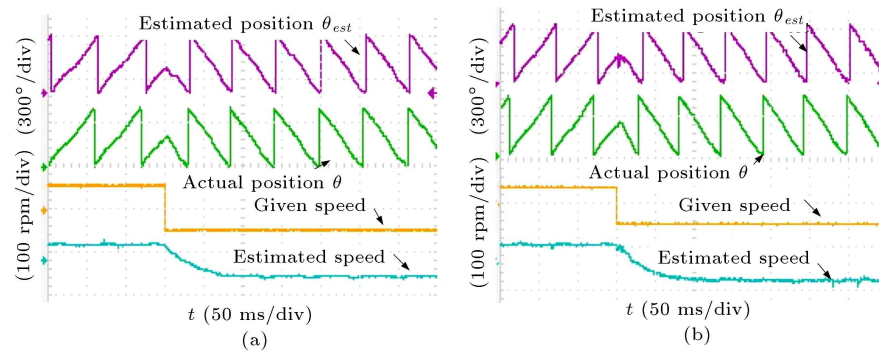 Estimated position θest
(300°/div)
Actual position θ
(100 rpm/div)
Given speed
Estimated speed
t (50 ms/div)
(a)
Estimated position θest
(300°/div)
Actual position θ
(100 rpm/div)
Given speed
Estimated speed
t (50 ms/div)
(b)